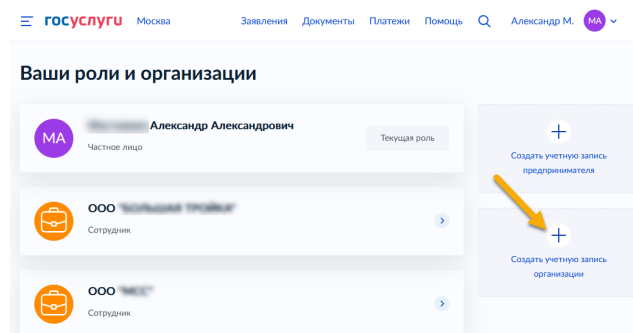 госуслуги Москва Заявления Документы Платежи Помощь Александр М. МА
Ваши роли и организации
МА
Александр Александрович
Частное лицо
Текущая роль
ООО
Сотрудник
ООО
Сотрудник
Создать учетную запись
предпринимателя
Создать учетную запись
организации